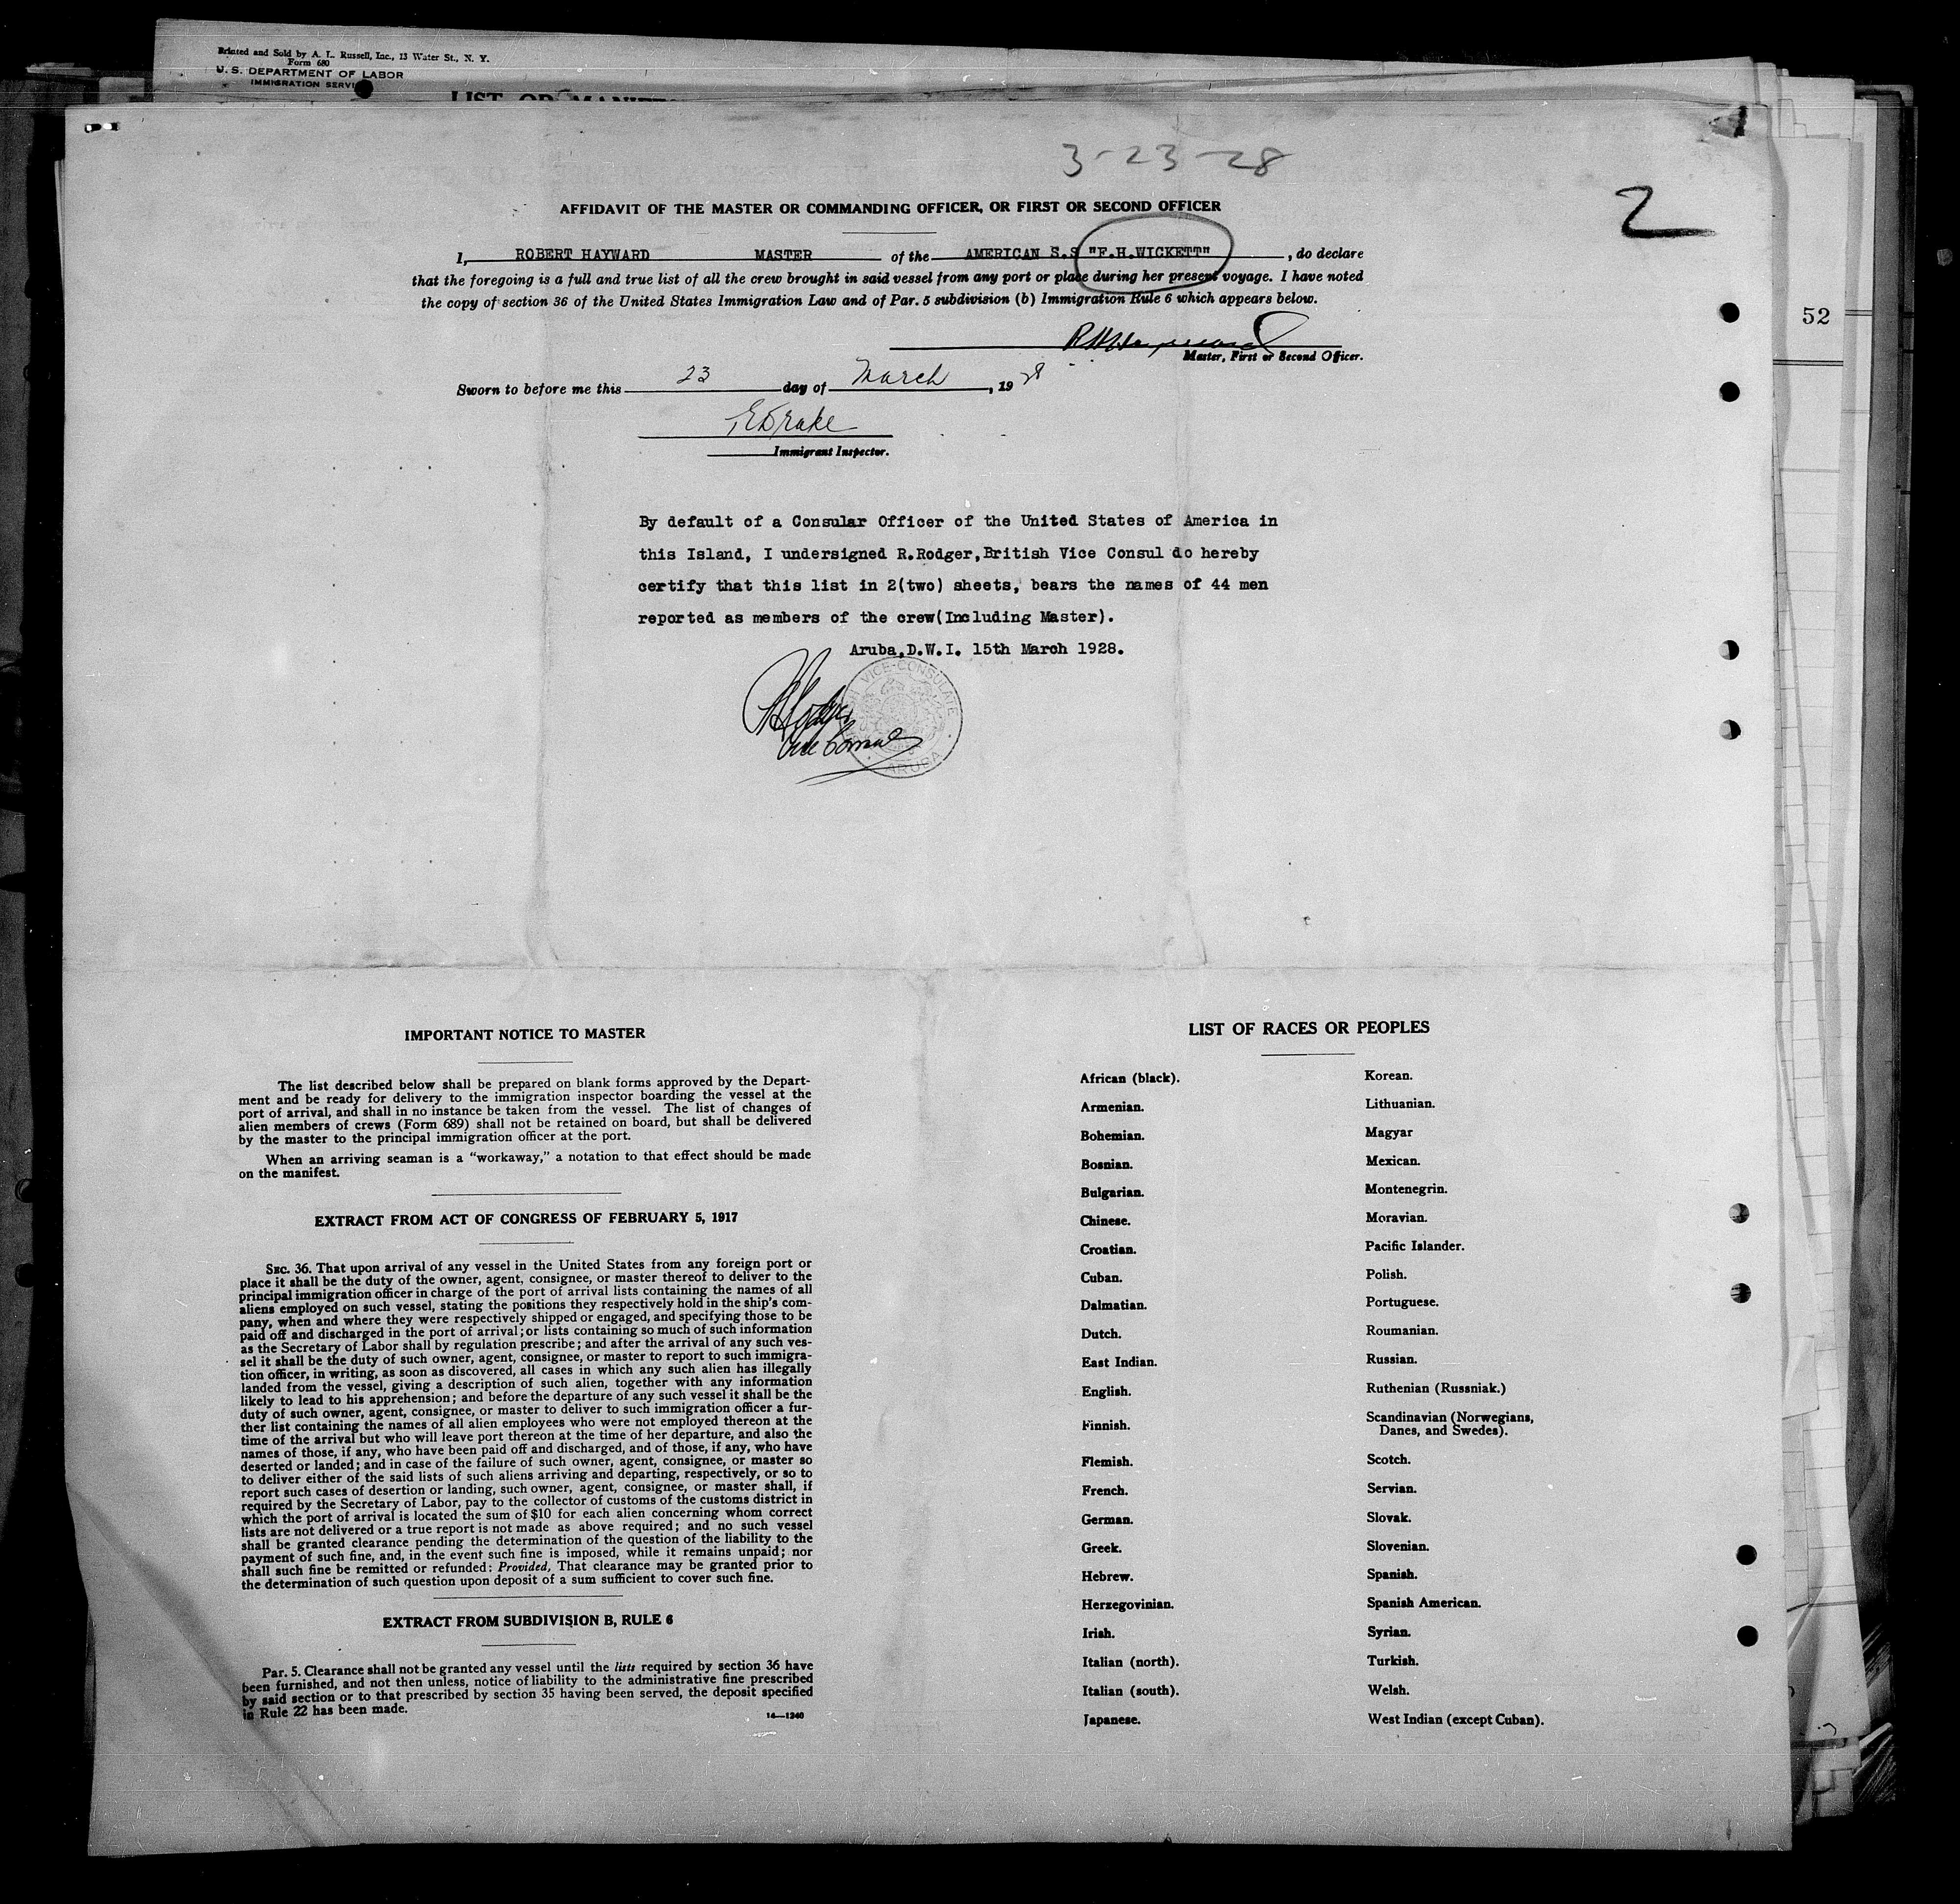 Printed and Sold by A. L. Russell, Inc., 13 Water St., N. Y.
Form 680
U. S. DEPARTMENT OF LABOR
IMMIGRATION SERVI
LIST OR MANIFE
3-23-28
2
AFFIDAVIT OF THE MASTER OR COMMANDING OFFICER, OR FIRST OR SECOND OFFICER
I, ROBERT HAYWARD MASTER of the AMERICAN S.S "F.H.WICKETT", do declare
that the foregoing is a full and true list of all the crew brought in said vessel from any port or place during her present voyage. I have noted
the copy of section 36 of the United States Immigration Law and of Par. 5 subdivision (b) Immigration Rule 6 which appears below.
52
R H Hayward
Master, First or Second Officer.
Sworn to before me this 23 day of March, 1928
Drake
Immigrant Inspector.
By default of a Consular Officer of the United States of America in
this Island, I undersigned R.Rodger,British Vice Consul do hereby
certify that this list in 2(two) sheets, bears the names of 44 men
reported as members of the crew(Including Master).
Aruba,D.W.I. 15th March 1928.
R Rodger
Vice Consul
VICE-CONSULATE
ARUBA
IMPORTANT NOTICE TO MASTER
The list described below shall be prepared on blank forms approved by the Depart-
ment and be ready for delivery to the immigration inspector boarding the vessel at the
port of arrival, and shall in no instance be taken from the vessel. The list of changes of
alien members of crews (Form 689) shall not be retained on board, but shall be delivered
by the master to the principal immigration officer at the port.
When an arriving seaman is a "workaway," a notation to that effect should be made
on the manifest.
EXTRACT FROM ACT OF CONGRESS OF FEBRUARY 5, 1917
SEC. 36. That upon arrival of any vessel in the United States from any foreign port or
place it shall be the duty of the owner, agent, consignee, or master thereof to deliver to the
principal immigration officer in charge of the port of arrival lists containing the names of all
aliens employed on such vessel, stating the positions they respectively hold in the ship's com-
pany, when and where they were respectively shipped or engaged, and specifying those to be
paid off and discharged in the port of arrival; or lists containing so much of such information
as the Secretary of Labor shall by regulation prescribe; and after the arrival of any such ves-
sel it shall be the duty of such owner, agent, consignee, or master to report to such immigra-
tion officer, in writing, as soon as discovered, all cases in which any such alien has illegally
landed from the vessel, giving a description of such alien, together with any information
likely to lead to his apprehension; and before the departure of any such vessel it shall be the
duty of such owner, agent, consignee, or master to deliver to such immigration officer a fur-
ther list containing the names of all alien employees who were not employed thereon at the
time of the arrival but who will leave port thereon at the time of her departure, and also the
names of those, if any, who have been paid off and discharged, and of those, if any, who have
deserted or landed; and in case of the failure of such owner, agent, consignee, or master so
to deliver either of the said lists of such aliens arriving and departing, respectively, or so to
report such cases of desertion or landing, such owner, agent, consignee, or master shall, if
required by the Secretary of Labor, pay to the collector of customs of the customs district in
which the port of arrival is located the sum of $10 for each alien concerning whom correct
lists are not delivered or a true report is not made as above required; and no such vessel
shall be granted clearance pending the determination of the question of the liability to the
payment of such fine, and, in the event such fine is imposed, while it remains unpaid; nor
shall such fine be remitted or refunded: Provided, That clearance may be granted prior to
the determination of such question upon deposit of a sum sufficient to cover such fine.
EXTRACT FROM SUBDIVISION B, RULE 6
Par. 5. Clearance shall not be granted any vessel until the lists required by section 36 have
been furnished, and not then unless, notice of liability to the administrative fine prescribed
by said section or to that prescribed by section 35 having been served, the deposit specified
in Rule 22 has been made.
14—1240
LIST OF RACES OR PEOPLES
African (black).
Armenian.
Bohemian.
Bosnian.
Bulgarian.
Chinese.
Croatian.
Cuban.
Dalmatian.
Dutch.
East Indian.
English.
Finnish.
Flemish.
French.
German.
Greek.
Hebrew.
Herzegovinian.
Irish.
Italian (north).
Italian (south).
Japanese.
Korean.
Lithuanian.
Magyar
Mexican.
Montenegrin.
Moravian.
Pacific Islander.
Polish.
Portuguese.
Roumanian.
Russian.
Ruthenian (Russniak.)
Scandinavian (Norwegians,
Danes, and Swedes).
Scotch.
Servian.
Slovak.
Slovenian.
Spanish.
Spanish American.
Syrian.
Turkish.
Welsh.
West Indian (except Cuban).